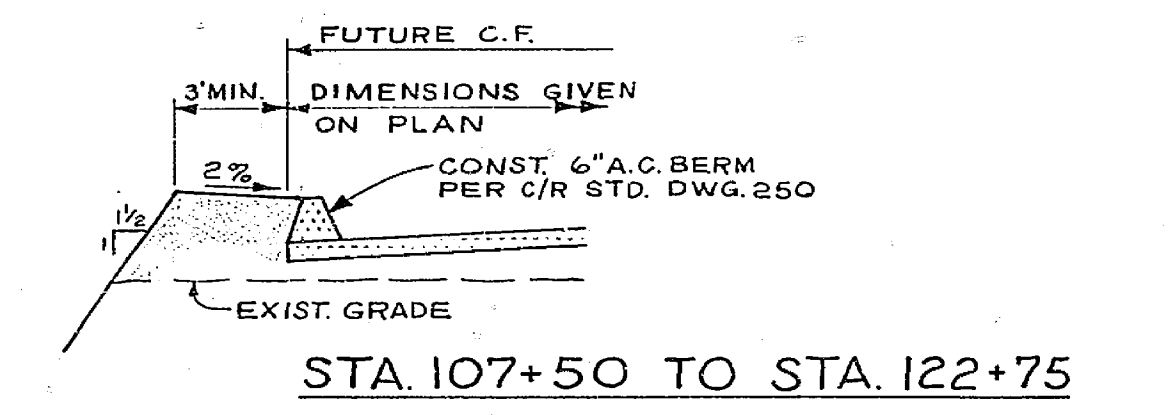 FUTURE C.F.
3'MIN.
DIMENSIONS GIVEN
ON PLAN
2%
CONST. 6"A.C. BERM
PER C/R STD. DWG. 250
1½
1
EXIST. GRADE
STA. 107+50 TO STA. 122+75